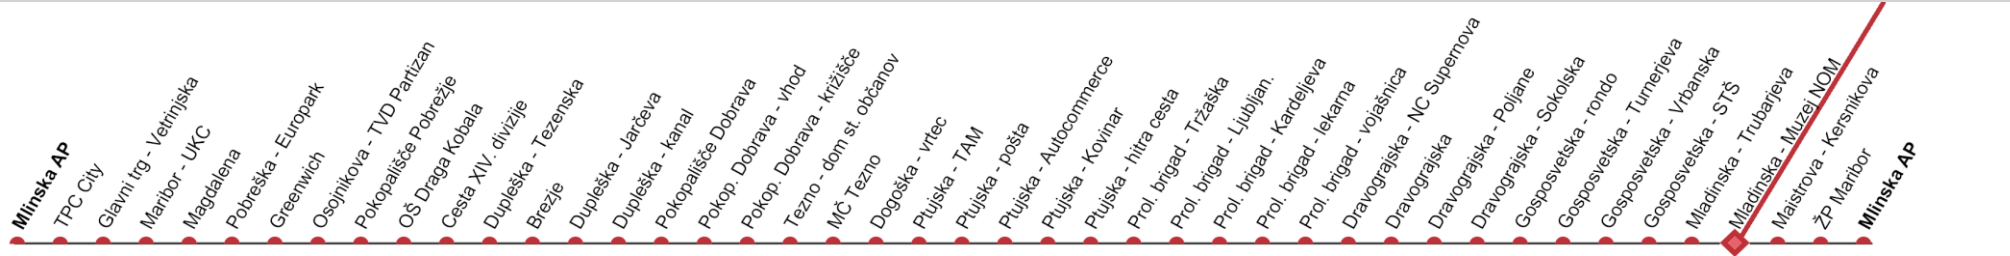 Mlinska AP
TPC City
Glavni trg - Vetrinjska
Maribor - UKC
Magdalena
Pobreška - Europark
Greenwich
Osojnikova - TVD Partizan
Pokopališče Pobrežje
OŠ Draga Kobala
Cesta XIV. divizije
Dupleška - Tezenska
Brezje
Dupleška - Jarčeva
Dupleška - kanal
Pokopališče Dobrava
Pokop. Dobrava - vhod
Pokop. Dobrava - križišče
Tezno - dom st. občanov
MČ Tezno
Dogoška - vrtec
Ptujska - TAM
Ptujska - pošta
Ptujska - Autocommerce
Ptujska - Kovinar
Ptujska - hitra cesta
Prol. brigad - Tržaška
Prol. brigad - Ljubljan.
Prol. brigad - Kardeljeva
Prol. brigad - lekarna
Prol. brigad - vojašnica
Dravograjska - NC Supernova
Dravograjska
Dravograjska - Poljane
Dravograjska - Sokolska
Gosposvetska - rondo
Gosposvetska - Turnerjeva
Gosposvetska - Vrbanska
Gosposvetska - STŠ
Mladinska - Trubarjeva
Mladinska - Muzej NOM
Maistrova - Kersnikova
ŽP Maribor
Mlinska AP